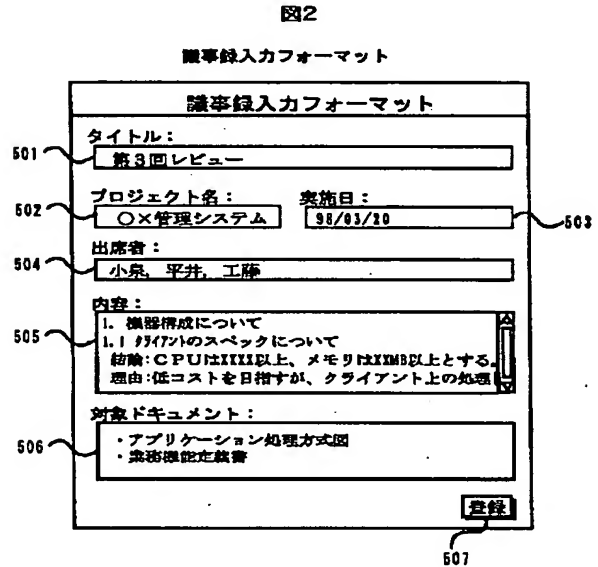 図2
議事録入力フォーマット
議事録入力フォーマット
タイトル：
501
第3回レビュー
プロジェクト名： 実施日：
502
〇×管理システム 98/03/20
503
出席者：
504
小泉，平井，工藤
内容：
505
1. 機器構成について
1.1 クライアントのスペックについて
結論：CPUはXXXX以上、メモリはXXMB以上とする。
理由：低コストを目指すが、クライアント上の処理
対象ドキュメント：
506
・アプリケーション処理方式図
・業務機能定義書
登録
507